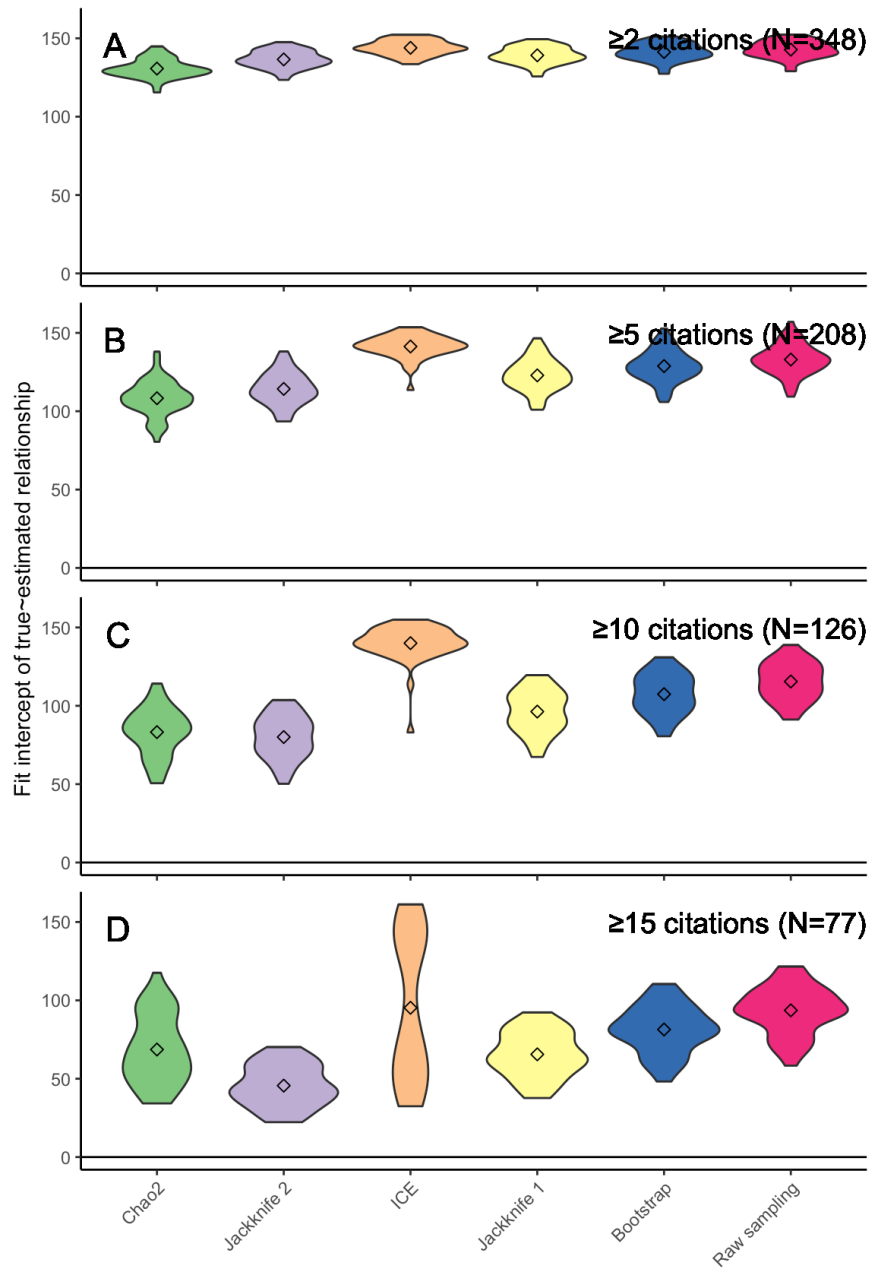 A
≥2 citations (N=348)
150
100
50
0
B
≥5 citations (N=208)
150
100
50
0
Fit intercept of true~estimated relationship
C
≥10 citations (N=126)
150
100
50
0
D
≥15 citations (N=77)
150
100
50
0
Chao2
Jackknife 2
ICE
Jackknife 1
Bootstrap
Raw sampling